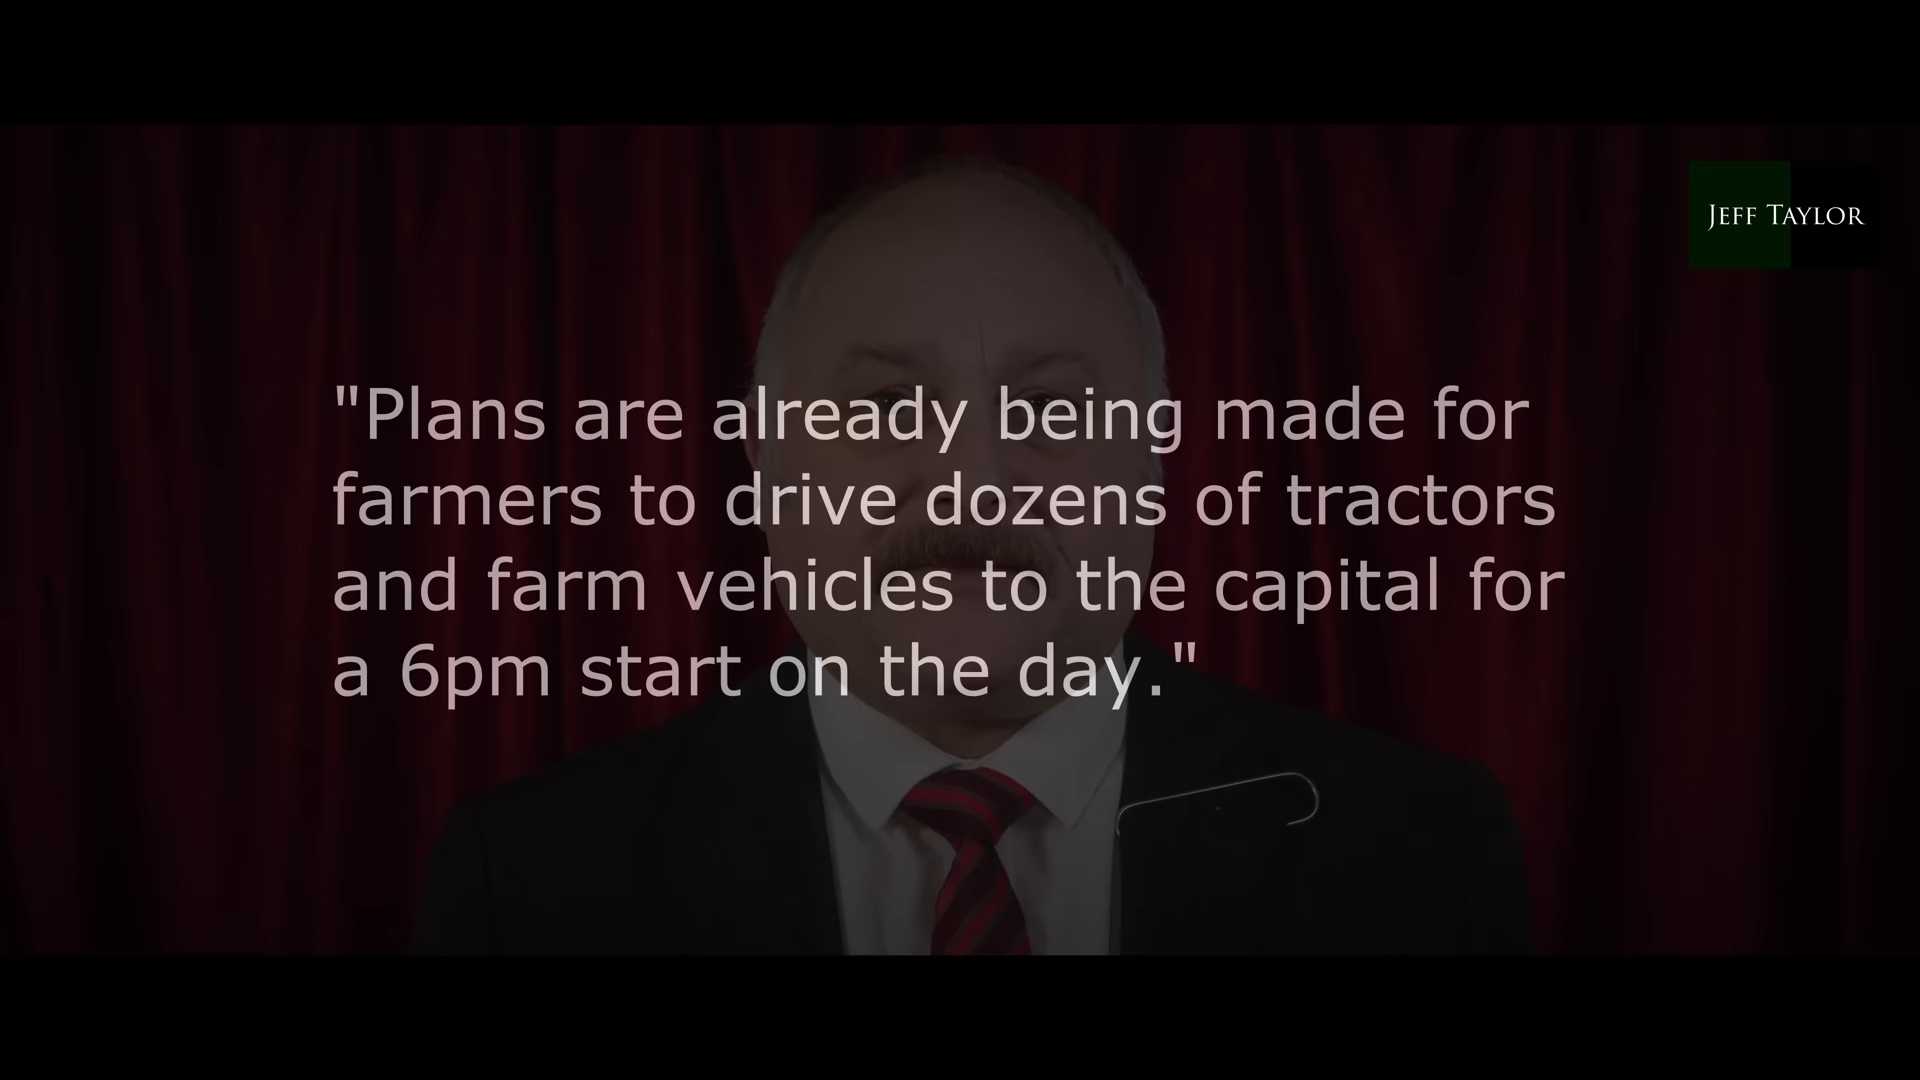 JEFF TAYLOR
"Plans are already being made for
farmers to drive dozens of tractors
and farm vehicles to the capital for
a 6pm start on the day."